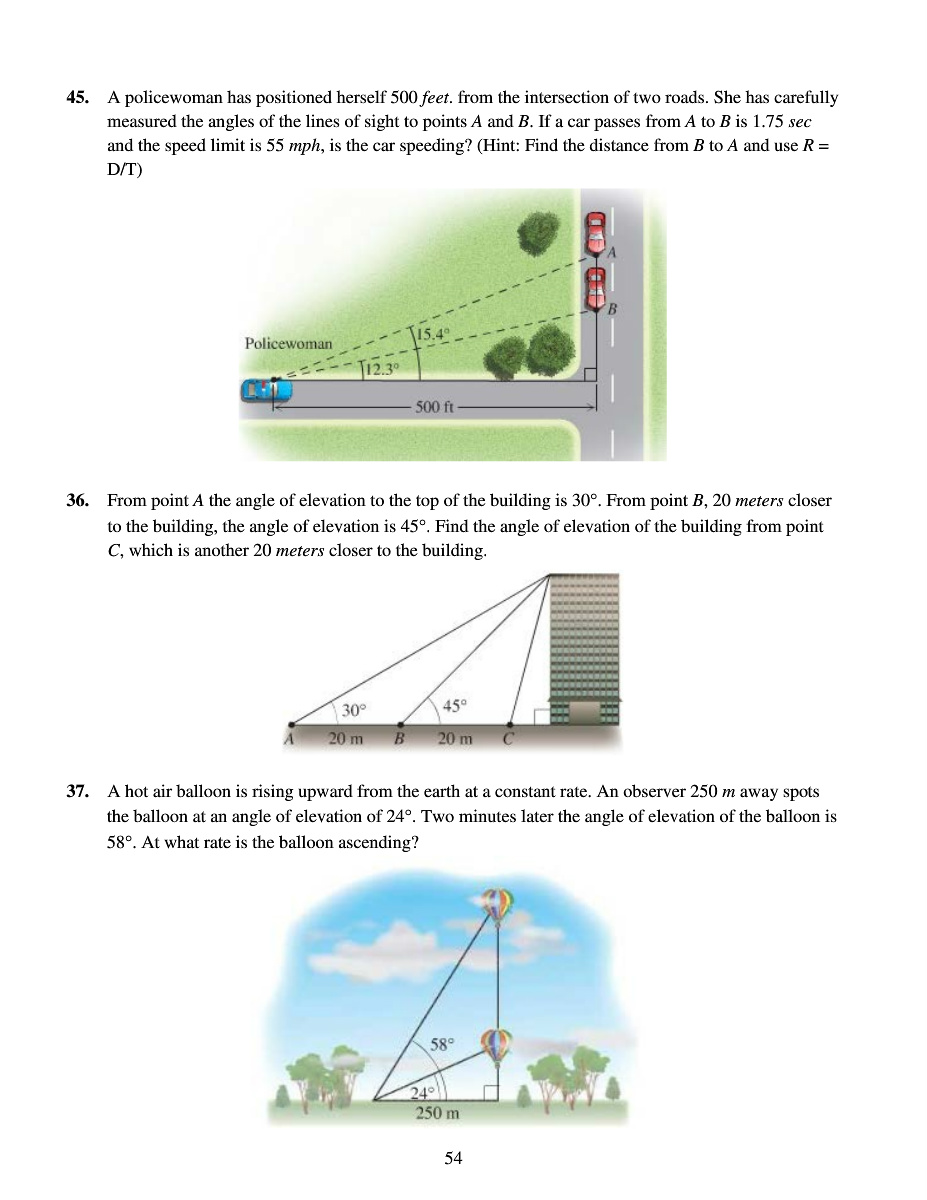 45. A policewoman has positioned herself 500 feet. from the intersection of two roads. She has carefully
measured the angles of the lines of sight to points A and B. If a car passes from A to B is 1.75 sec
and the speed limit is 55 mph, is the car speeding? (Hint: Find the distance from B to A and use R =
D/T)
A
B
15.4°
Policewoman
12.3°
500 ft
36. From point A the angle of elevation to the top of the building is 30°. From point B, 20 meters closer
to the building, the angle of elevation is 45°. Find the angle of elevation of the building from point
C, which is another 20 meters closer to the building.
30° 45°
A 20 m B 20 m C
37. A hot air balloon is rising upward from the earth at a constant rate. An observer 250 m away spots
the balloon at an angle of elevation of 24°. Two minutes later the angle of elevation of the balloon is
58°. At what rate is the balloon ascending?
58°
24°
250 m
54